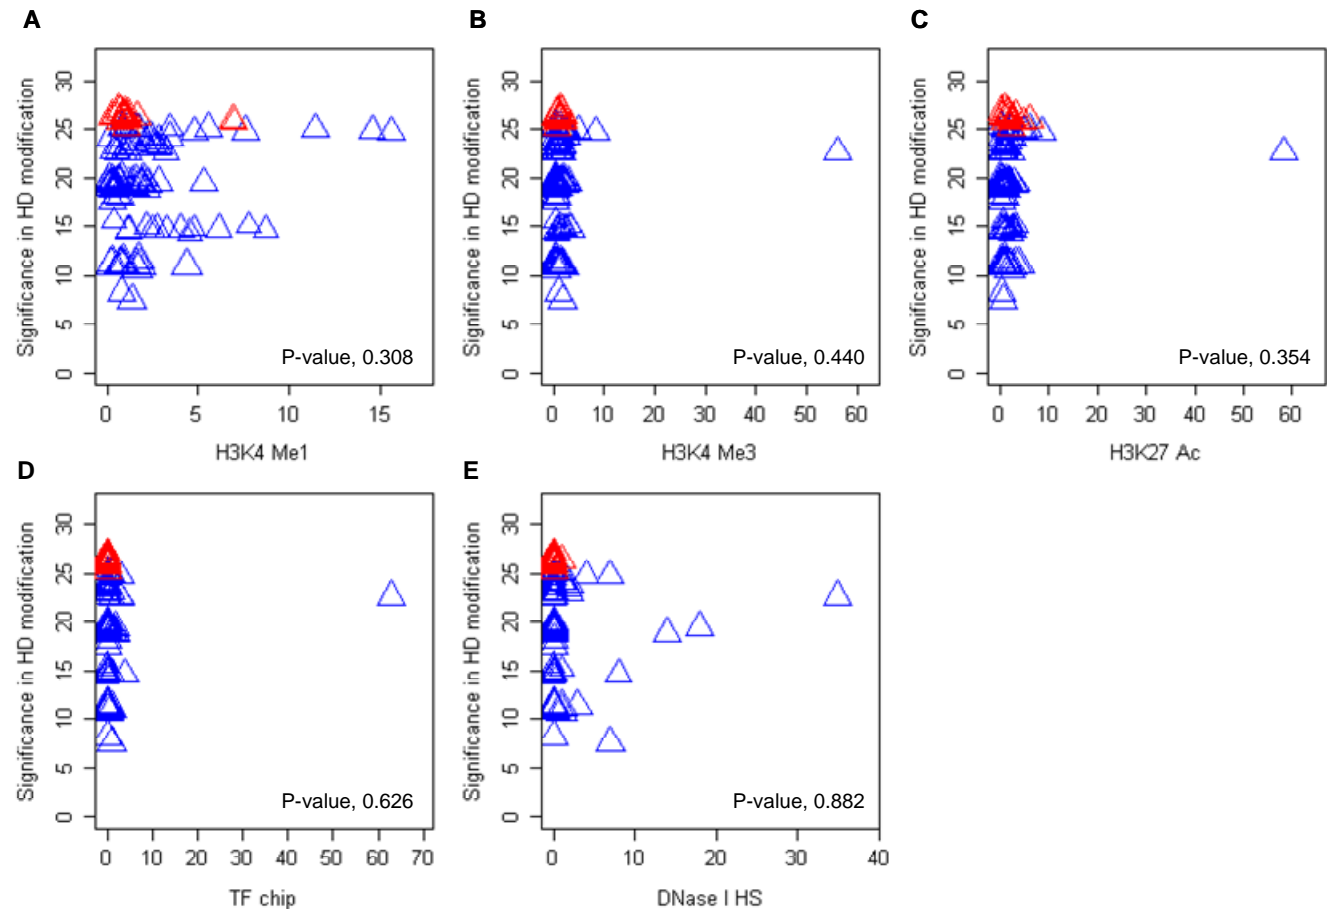 A
Significance in HD modification
30
25
20
15
10
5
0
P-value, 0.308
0 5 10 15
H3K4 Me1
B
Significance in HD modification
30
25
20
15
10
5
0
P-value, 0.440
0 10 20 30 40 50 60
H3K4 Me3
C
Significance in HD modification
30
25
20
15
10
5
0
P-value, 0.354
0 10 20 30 40 50 60
H3K27 Ac
D
Significance in HD modification
30
25
20
15
10
5
0
P-value, 0.626
0 10 20 30 40 50 60 70
TF chip
E
Significance in HD modification
30
25
20
15
10
5
0
P-value, 0.882
0 10 20 30 40
DNase I HS